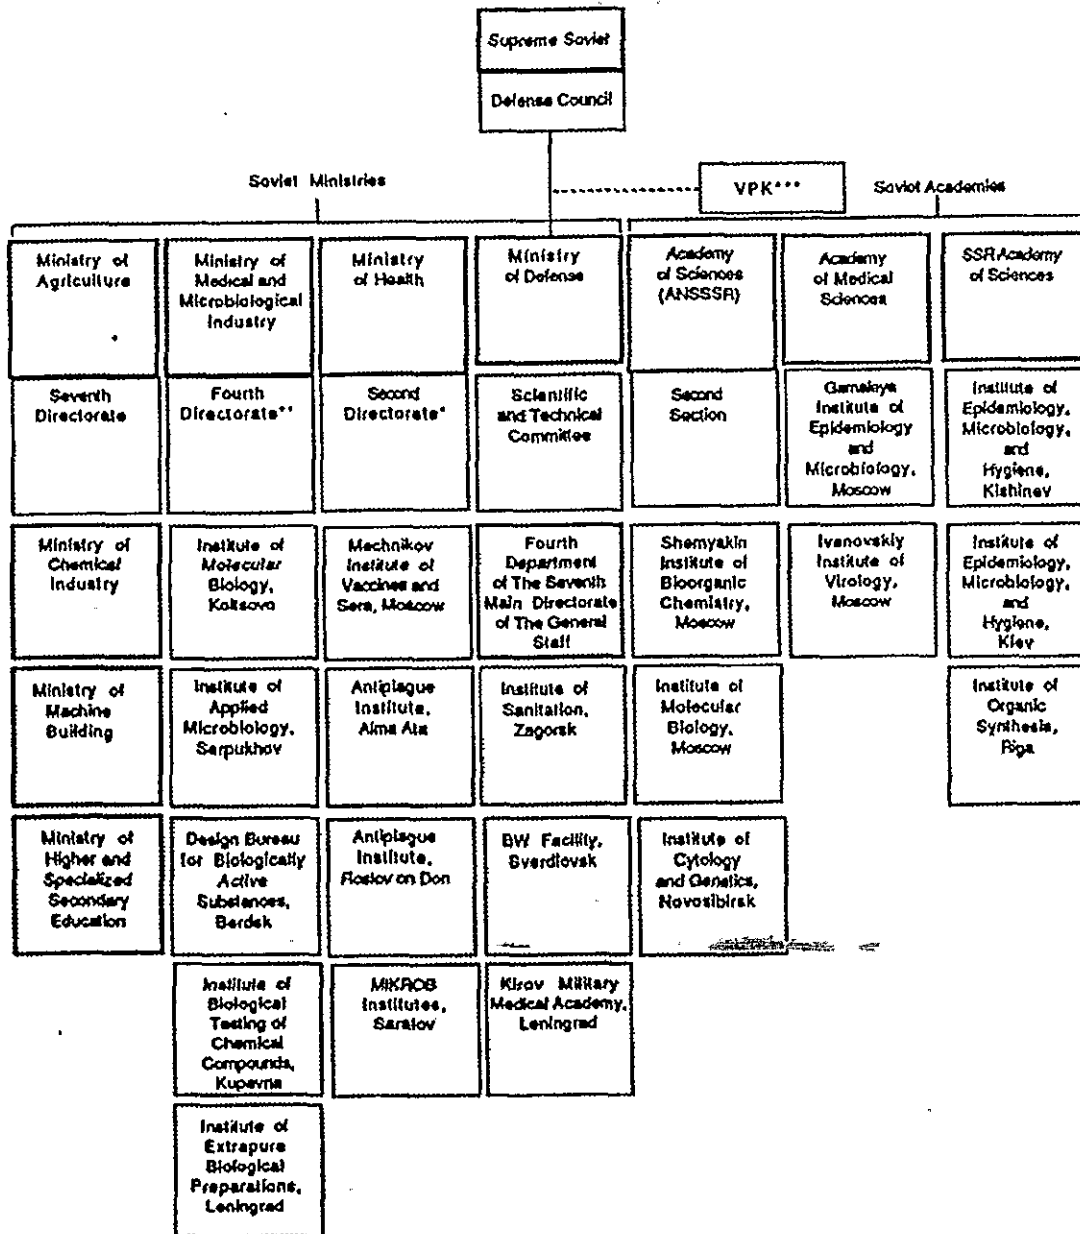 Supreme Soviet
Defense Council
Soviet Ministries
VPK***
Soviet Academies
Ministry of
Agriculture
Ministry of
Medical and
Microbiological
Industry
Ministry
of Health
Ministry
of Defense
Academy
of Sciences
(ANSSSR)
Academy
of Medical
Sciences
SSR Academy
of Sciences
Seventh
Directorate
Fourth
Directorate**
Second
Directorate*
Scientific
and Technical
Committee
Second
Section
Gamaleya
Institute of
Epidemiology
and
Microbiology,
Moscow
Institute of
Epidemiology,
Microbiology,
and
Hygiene,
Kishinev
Ministry of
Chemical
Industry
Institute of
Molecular
Biology,
Koltsovo
Mechnikov
Institute of
Vaccines and
Sera, Moscow
Fourth
Department
of The Seventh
Main Directorate
of The General
Staff
Shemyakin
Institute of
Bioorganic
Chemistry,
Moscow
Ivanovskiy
Institute of
Virology,
Moscow
Institute of
Epidemiology,
Microbiology,
and
Hygiene,
Kiev
Ministry of
Machine
Building
Institute of
Applied
Microbiology,
Serpukhov
Antiplague
Institute,
Alma Ata
Institute of
Sanitation,
Zagorsk
Institute of
Molecular
Biology,
Moscow
Institute of
Organic
Synthesis,
Riga
Ministry of
Higher and
Specialized
Secondary
Education
Design Bureau
for Biologically
Active
Substances,
Berdsk
Antiplague
Institute,
Rostov on Don
BW Facility,
Sverdlovsk
Institute of
Cytology
and Genetics,
Novosibirsk
Institute of
Biological
Testing of
Chemical
Compounds,
Kupavna
MIKROB
Institutes,
Saratov
Kirov Military
Medical Academy,
Leningrad
Institute of
Extrapure
Biological
Preparations,
Leningrad